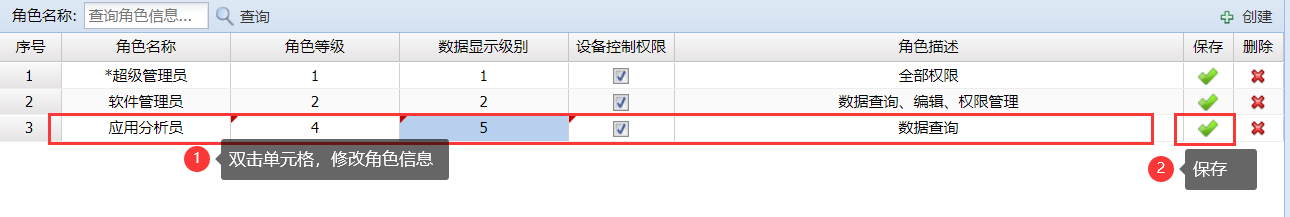 角色名称: 查询角色信息... 查询 创建
序号 角色名称 角色等级 数据显示级别 设备控制权限 角色描述 保存 删除
1 *超级管理员 1 1 全部权限
2 软件管理员 2 2 数据查询、编辑、权限管理
3 应用分析员 4 5 数据查询
1 双击单元格，修改角色信息
2 保存